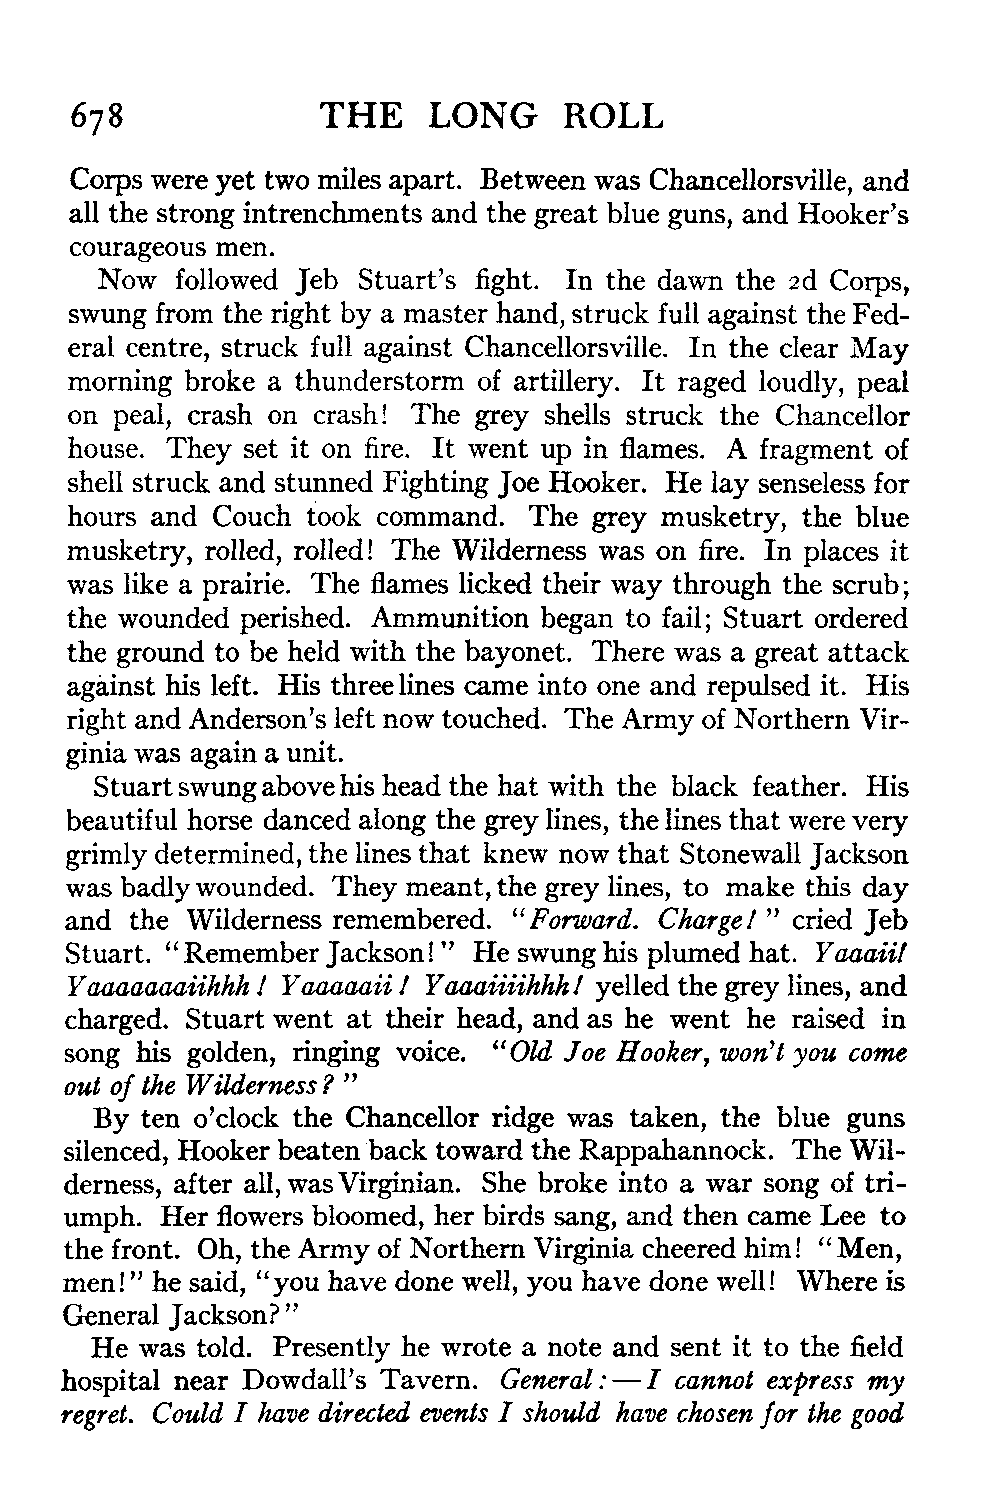 678 THE LONG ROLL
Corps were yet two miles apart. Between was Chancellorsville, and
all the strong intrenchments and the great blue guns, and Hooker's
courageous men.
Now followed Jeb Stuart's fight. In the dawn the 2d Corps,
swung from the right by a master hand, struck full against the Fed-
eral centre, struck full against Chancellorsville. In the clear May
morning broke a thunderstorm of artillery. It raged loudly, peal
on peal, crash on crash! The grey shells struck the Chancellor
house. They set it on fire. It went up in flames. A fragment of
shell struck and stunned Fighting Joe Hooker. He lay senseless for
hours and Couch took command. The grey musketry, the blue
musketry, rolled, rolled! The Wilderness was on fire. In places it
was like a prairie. The flames licked their way through the scrub;
the wounded perished. Ammunition began to fail; Stuart ordered
the ground to be held with the bayonet. There was a great attack
against his left. His three lines came into one and repulsed it. His
right and Anderson's left now touched. The Army of Northern Vir-
ginia was again a unit.
Stuart swung above his head the hat with the black feather. His
beautiful horse danced along the grey lines, the lines that were very
grimly determined, the lines that knew now that Stonewall Jackson
was badly wounded. They meant, the grey lines, to make this day
and the Wilderness remembered. "Forward. Charge!" cried Jeb
Stuart. "Remember Jackson!" He swung his plumed hat. Yaaaii!
Yaaaaaaaiihhh! Yaaaaaii! Yaaaiiiihhh! yelled the grey lines, and
charged. Stuart went at their head, and as he went he raised in
song his golden, ringing voice. "Old Joe Hooker, won't you come
out of the Wilderness?"
By ten o'clock the Chancellor ridge was taken, the blue guns
silenced, Hooker beaten back toward the Rappahannock. The Wil-
derness, after all, was Virginian. She broke into a war song of tri-
umph. Her flowers bloomed, her birds sang, and then came Lee to
the front. Oh, the Army of Northern Virginia cheered him! "Men,
men!" he said, "you have done well, you have done well! Where is
General Jackson?"
He was told. Presently he wrote a note and sent it to the field
hospital near Dowdall's Tavern. General:—I cannot express my
regret. Could I have directed events I should have chosen for the good